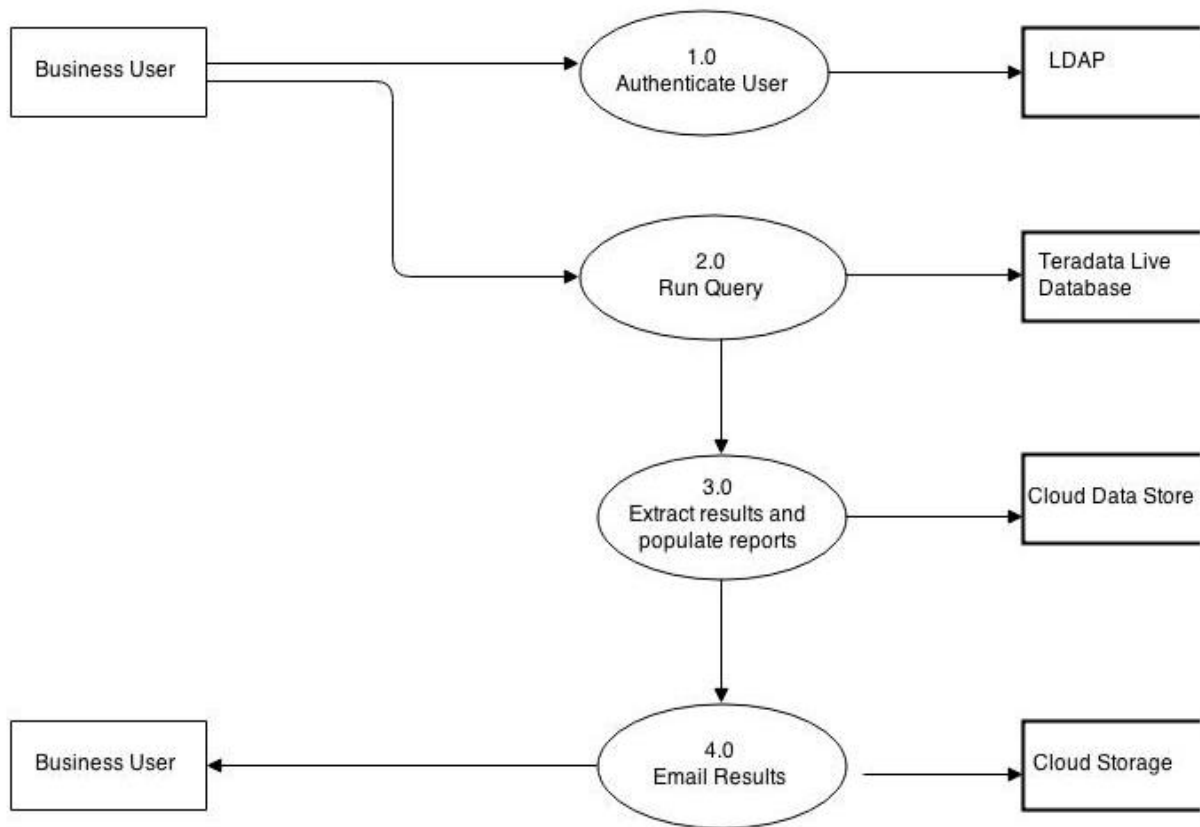 Business User
1.0
Authenticate User
LDAP
2.0
Run Query
Teradata Live
Database
3.0
Extract results and
populate reports
Cloud Data Store
Business User
4.0
Email Results
Cloud Storage